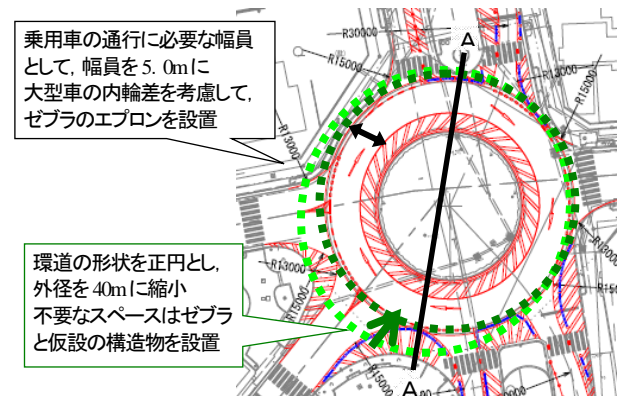 乗用車の通行に必要な幅員
として，幅員を5.0mに
大型車の内輪差を考慮して，
ゼブラのエプロンを設置
環道の形状を正円とし，
外径を40mに縮小
不要なスペースはゼブラ
と仮設の構造物を設置
A
R30000
R15000
R13000
R15000
R13000
R13000
R15000
R13000
A